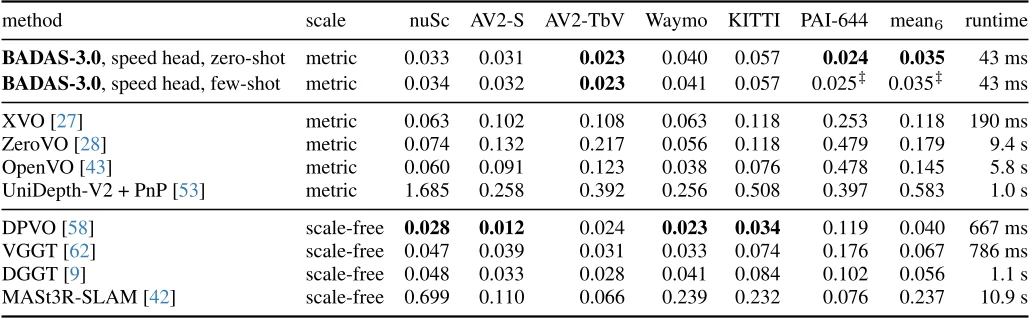 method scale nuSc AV2-S AV2-TbV Waymo KITTI PAI-644 mean6 runtime
BADAS-3.0, speed head, zero-shot metric 0.033 0.031 0.023 0.040 0.057 0.024 0.035 43 ms
BADAS-3.0, speed head, few-shot metric 0.034 0.032 0.023 0.041 0.057 0.025‡ 0.035‡ 43 ms
XVO [27] metric 0.063 0.102 0.108 0.063 0.118 0.253 0.118 190 ms
ZeroVO [28] metric 0.074 0.132 0.217 0.056 0.118 0.479 0.179 9.4 s
OpenVO [43] metric 0.060 0.091 0.123 0.038 0.076 0.478 0.145 5.8 s
UniDepth-V2 + PnP [53] metric 1.685 0.258 0.392 0.256 0.508 0.397 0.583 1.0 s
DPVO [58] scale-free 0.028 0.012 0.024 0.023 0.034 0.119 0.040 667 ms
VGGT [62] scale-free 0.047 0.039 0.031 0.033 0.074 0.176 0.067 786 ms
DGGT [9] scale-free 0.048 0.033 0.028 0.041 0.084 0.102 0.056 1.1 s
MASt3R-SLAM [42] scale-free 0.699 0.110 0.066 0.239 0.232 0.076 0.237 10.9 s